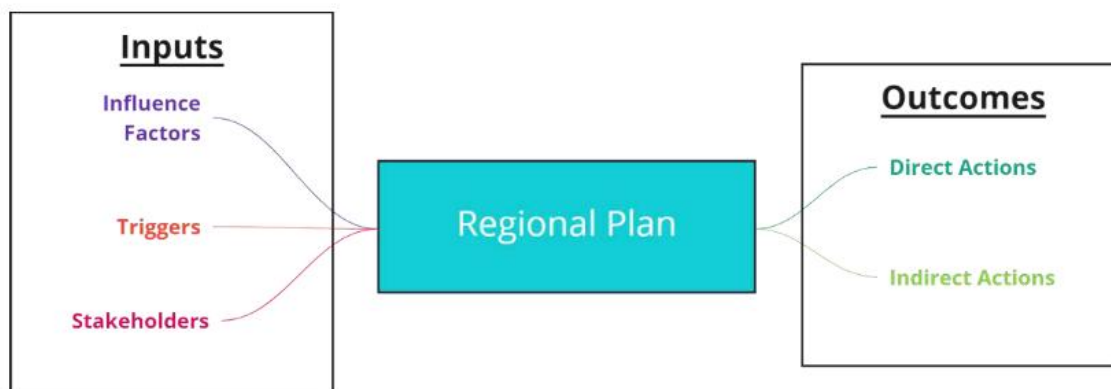 Inputs
Influence
Factors
Triggers
Stakeholders
Regional Plan
Outcomes
Direct Actions
Indirect Actions